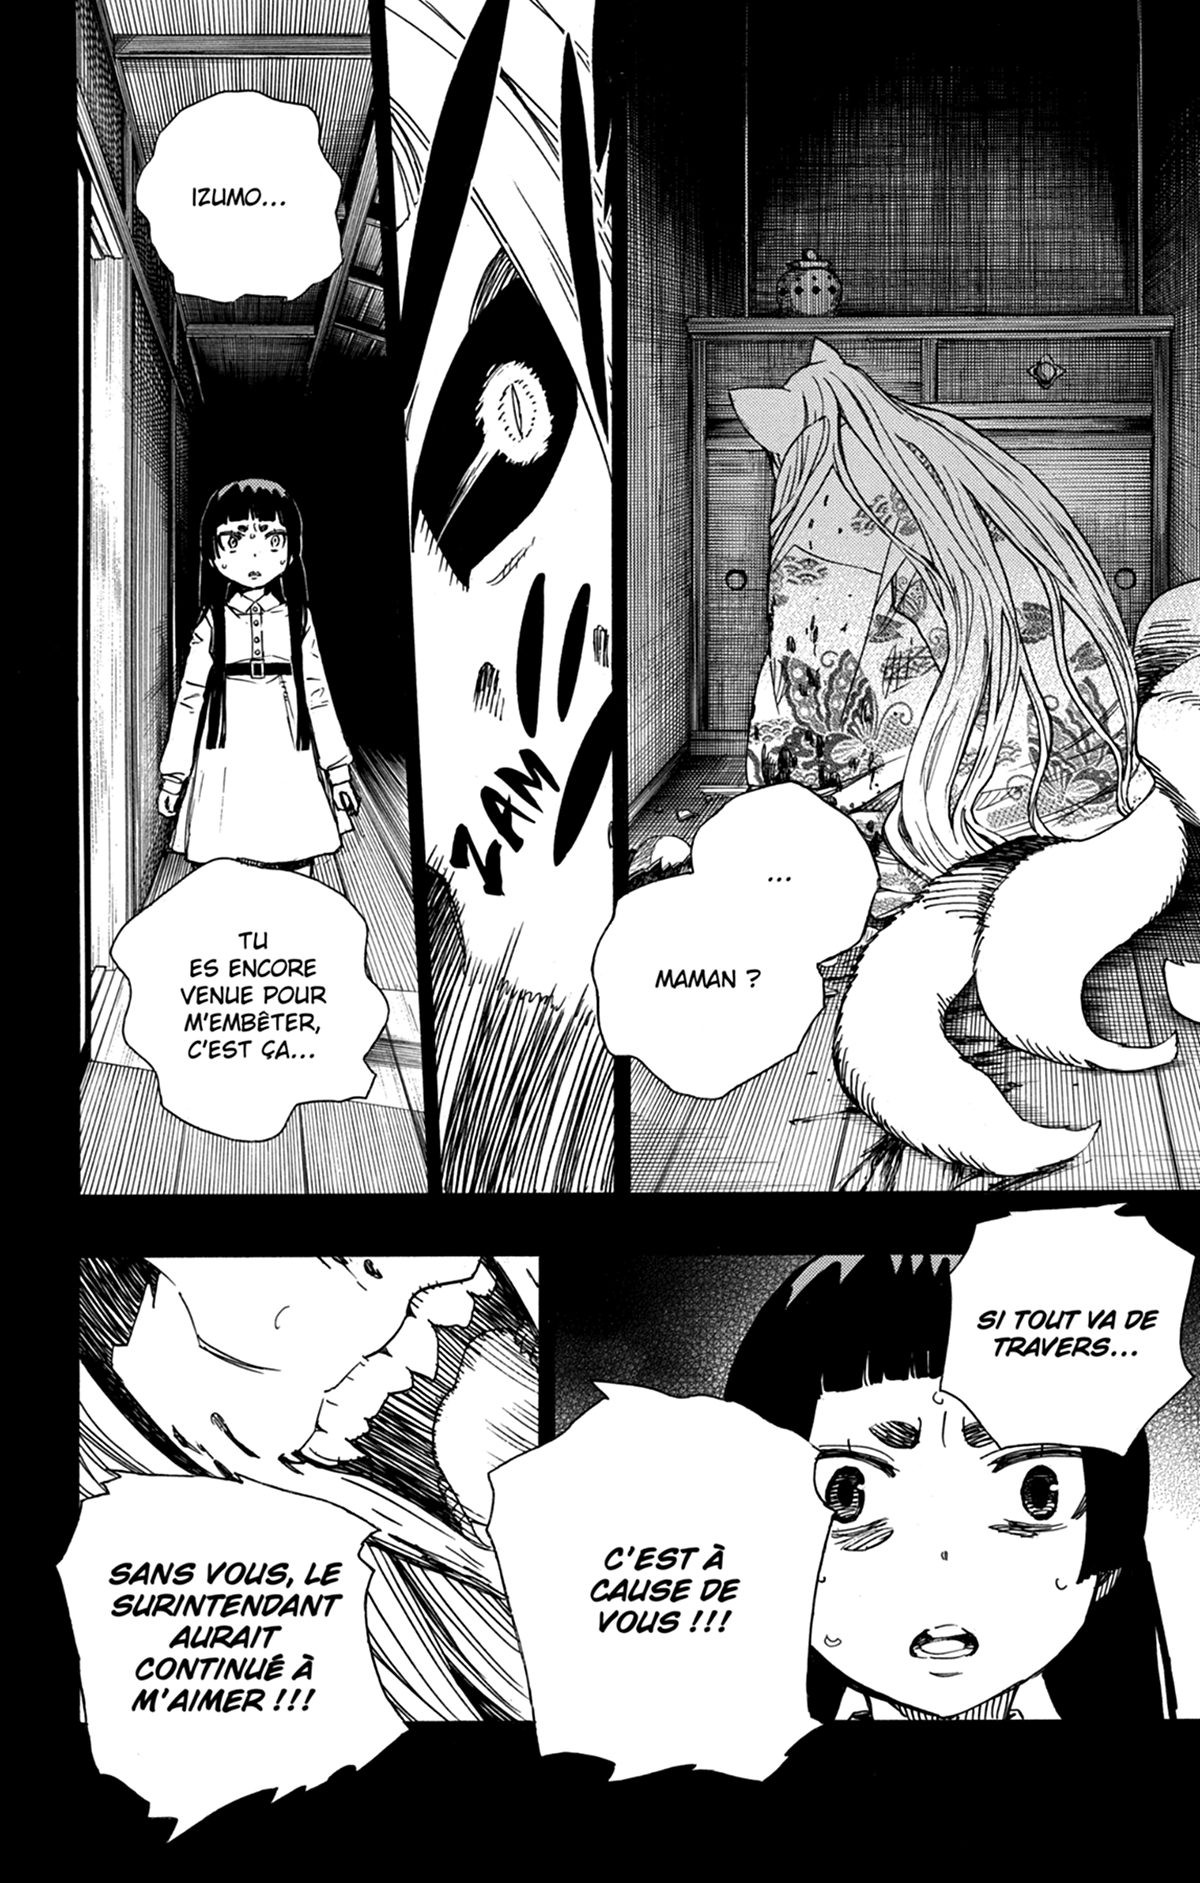 ...
MAMAN ?
ZAM
IZUMO...
TU
ES ENCORE
VENUE POUR
M'EMBÊTER,
C'EST ÇA...
SI TOUT VA DE
TRAVERS...
C'EST À
CAUSE DE
VOUS !!!
SANS VOUS, LE
SURINTENDANT
AURAIT
CONTINUÉ À
M'AIMER !!!